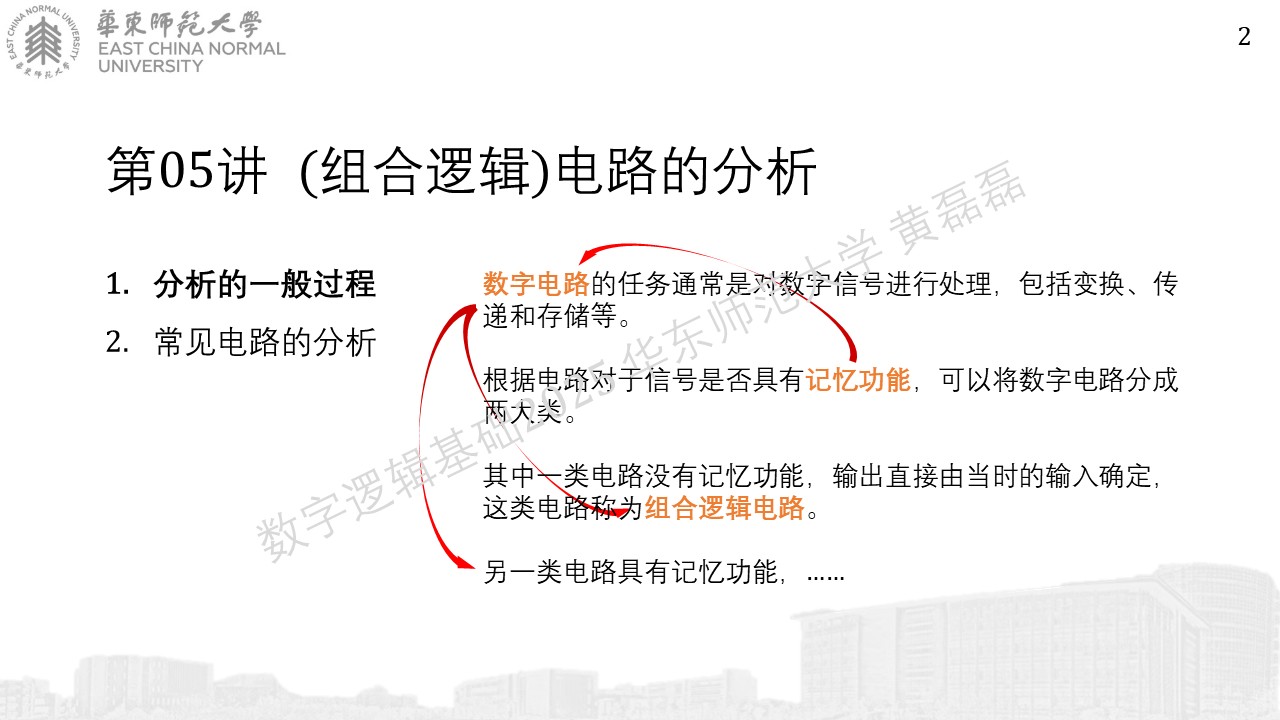 華東師範大學
EAST CHINA NORMAL
UNIVERSITY
EAST CHINA NORMAL UNIVERSITY
華東师范大学
2
第05讲 (组合逻辑)电路的分析
1. 分析的一般过程
2. 常见电路的分析
数字电路的任务通常是对数字信号进行处理，包括变换、传
递和存储等。
根据电路对于信号是否具有记忆功能，可以将数字电路分成
两大类。
其中一类电路没有记忆功能，输出直接由当时的输入确定，
这类电路称为组合逻辑电路。
另一类电路具有记忆功能，……
数字逻辑基础2025 华东师范大学 黄磊磊